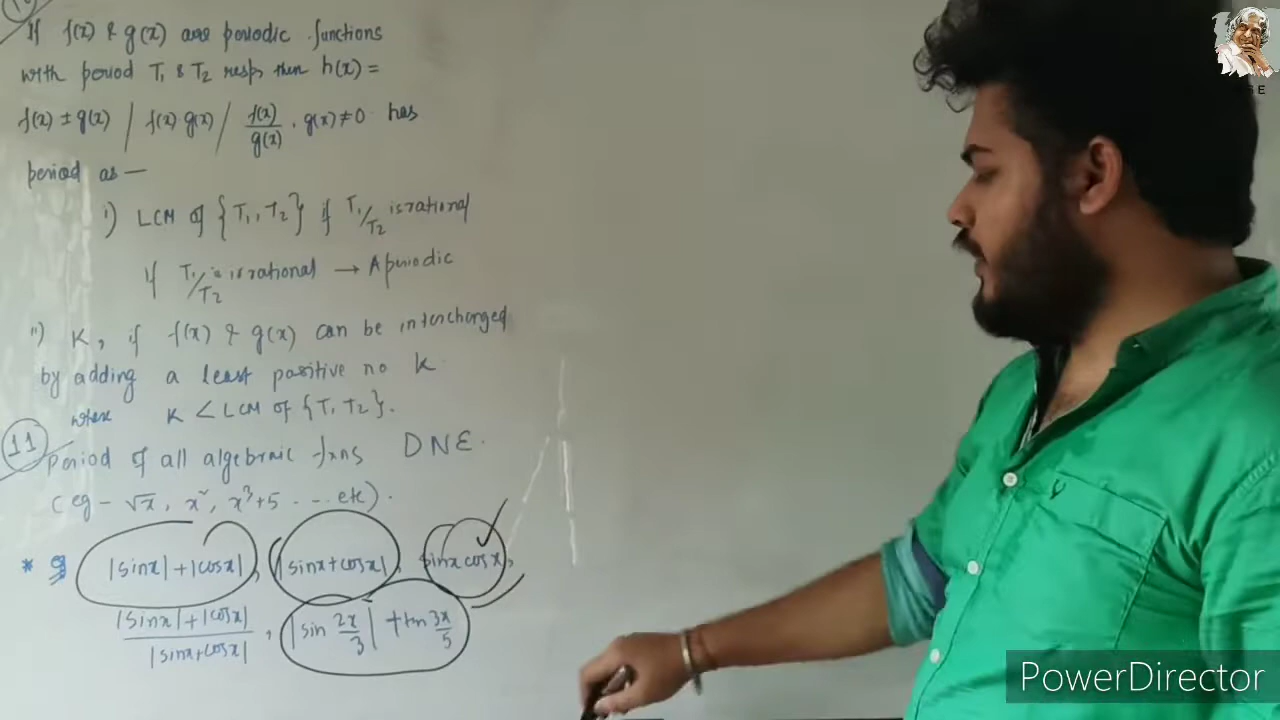 If f(x) & g(x) are periodic functions
with period T₁ & T₂ resp, then h(x) =
f(x) ± g(x) / f(x) g(x) / f(x)/g(x) , g(x) ≠ 0 has
period as —
i) LCM of {T₁, T₂} if T₁/T₂ is rational
if T₁/T₂ is irrational → Aperiodic
ii) K, if f(x) & g(x) can be interchanged
by adding a least positive no K
where K < LCM of {T₁ T₂}.
11 Period of all algebraic fxns DNE.
(eg - √x, x², x³+5 ... etc).
* eg |sinx|+|cosx|, |sinx+cosx|, sinx cosx,
|sinx|+|cosx| / |sinx+cosx| , |sin 2x/3| + tan 3x/5
PowerDirector